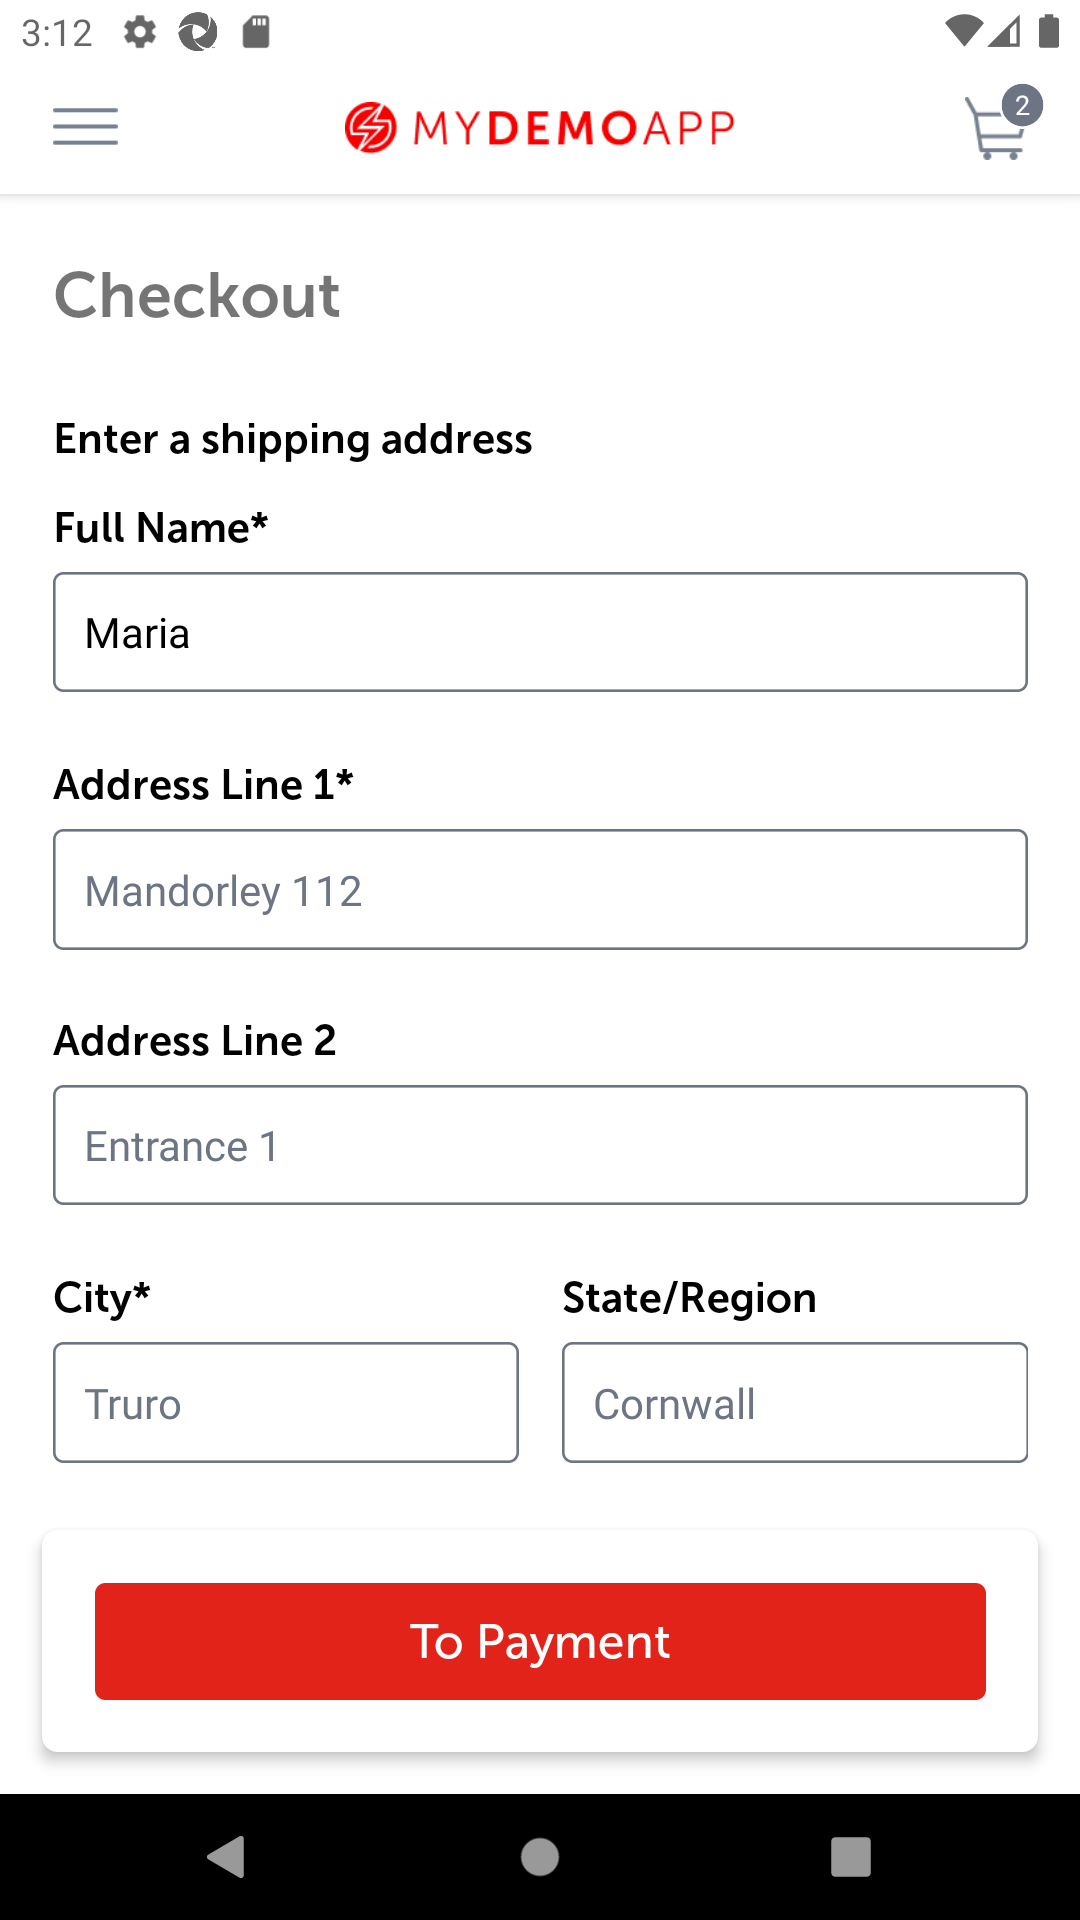 3:12
MYDEMOAPP
2
Checkout
Enter a shipping address
Full Name*
Maria
Address Line 1*
Mandorley 112
Address Line 2
Entrance 1
City* State/Region
Truro Cornwall
To Payment